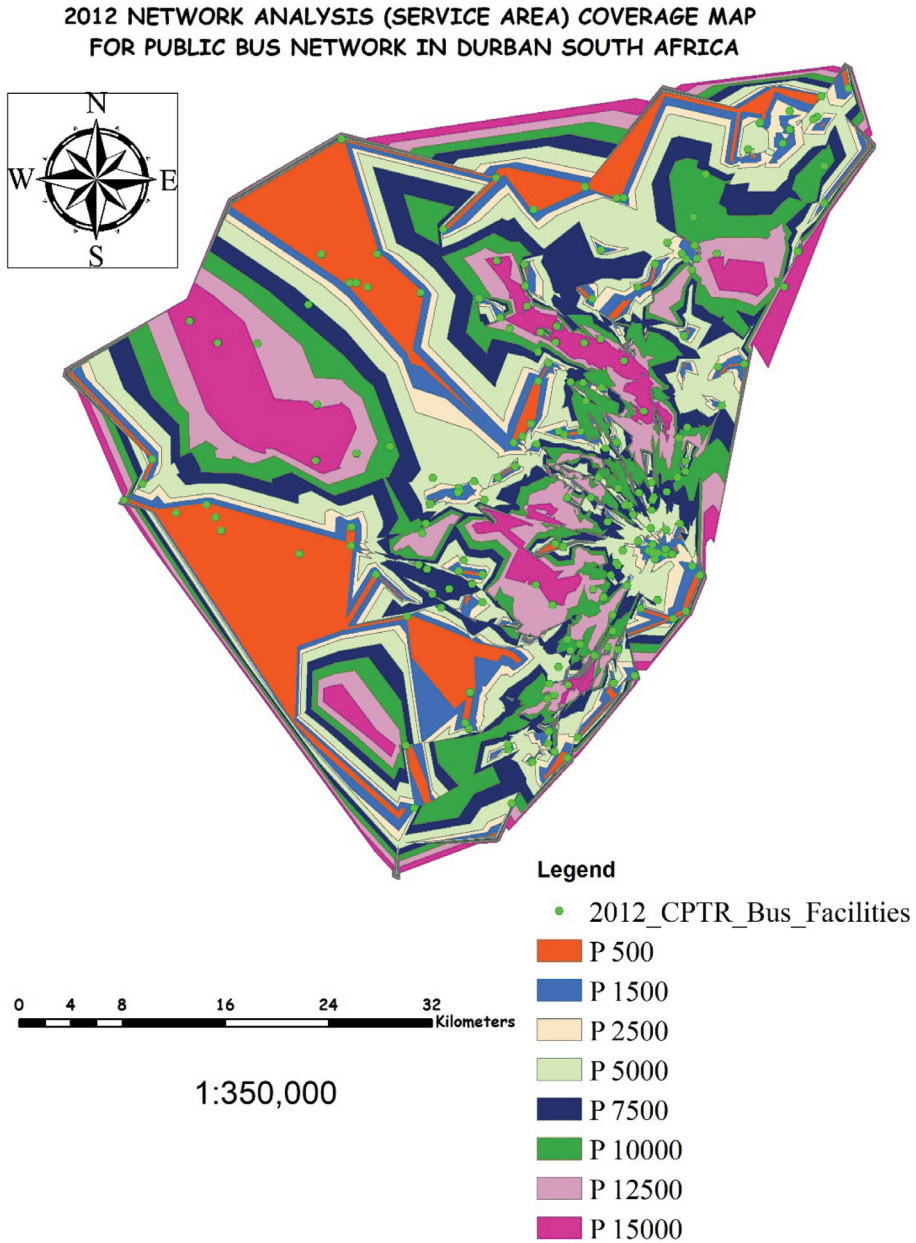 2012 NETWORK ANALYSIS (SERVICE AREA) COVERAGE MAP
FOR PUBLIC BUS NETWORK IN DURBAN SOUTH AFRICA
N
W E
S
Legend
2012_CPTR_Bus_Facilities
P 500
P 1500
P 2500
P 5000
P 7500
P 10000
P 12500
P 15000
0 4 8 16 24 32
Kilometers
1:350,000